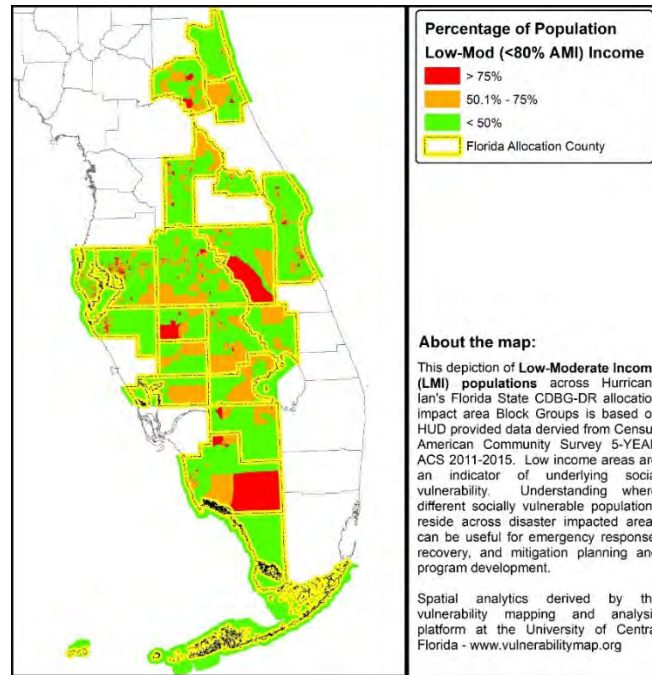 Percentage of Population
Low-Mod (<80% AMI) Income
> 75%
50.1% - 75%
< 50%
Florida Allocation County
About the map:
This depiction of Low-Moderate Incom
(LMI) populations across Hurrican
Ian's Florida State CDBG-DR allocatio
impact area Block Groups is based o
HUD provided data dervied from Censu
American Community Survey 5-YEAR
ACS 2011-2015. Low income areas ar
an indicator of underlying socia
vulnerability. Understanding wher
different socially vulnerable population
reside across disaster impacted area
can be useful for emergency response
recovery, and mitigation planning an
program development.
Spatial analytics derived by th
vulnerability mapping and analysi
platform at the University of Centra
Florida - www.vulnerabilitymap.org